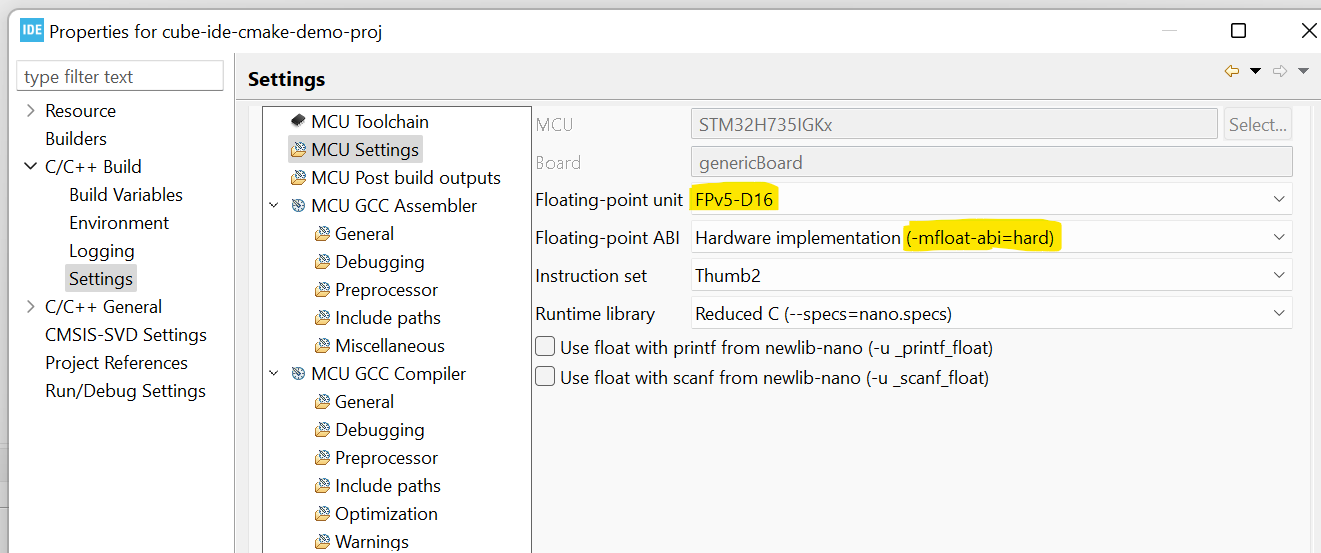 IDE Properties for cube-ide-cmake-demo-proj
type filter text
Resource
Builders
C/C++ Build
Build Variables
Environment
Logging
Settings
C/C++ General
CMSIS-SVD Settings
Project References
Run/Debug Settings
Settings
MCU Toolchain
MCU Settings
MCU Post build outputs
MCU GCC Assembler
General
Debugging
Preprocessor
Include paths
Miscellaneous
MCU GCC Compiler
General
Debugging
Preprocessor
Include paths
Optimization
Warnings
MCU STM32H735IGKx Select...
Board genericBoard
Floating-point unit FPv5-D16
Floating-point ABI Hardware implementation (-mfloat-abi=hard)
Instruction set Thumb2
Runtime library Reduced C (--specs=nano.specs)
Use float with printf from newlib-nano (-u _printf_float)
Use float with scanf from newlib-nano (-u _scanf_float)